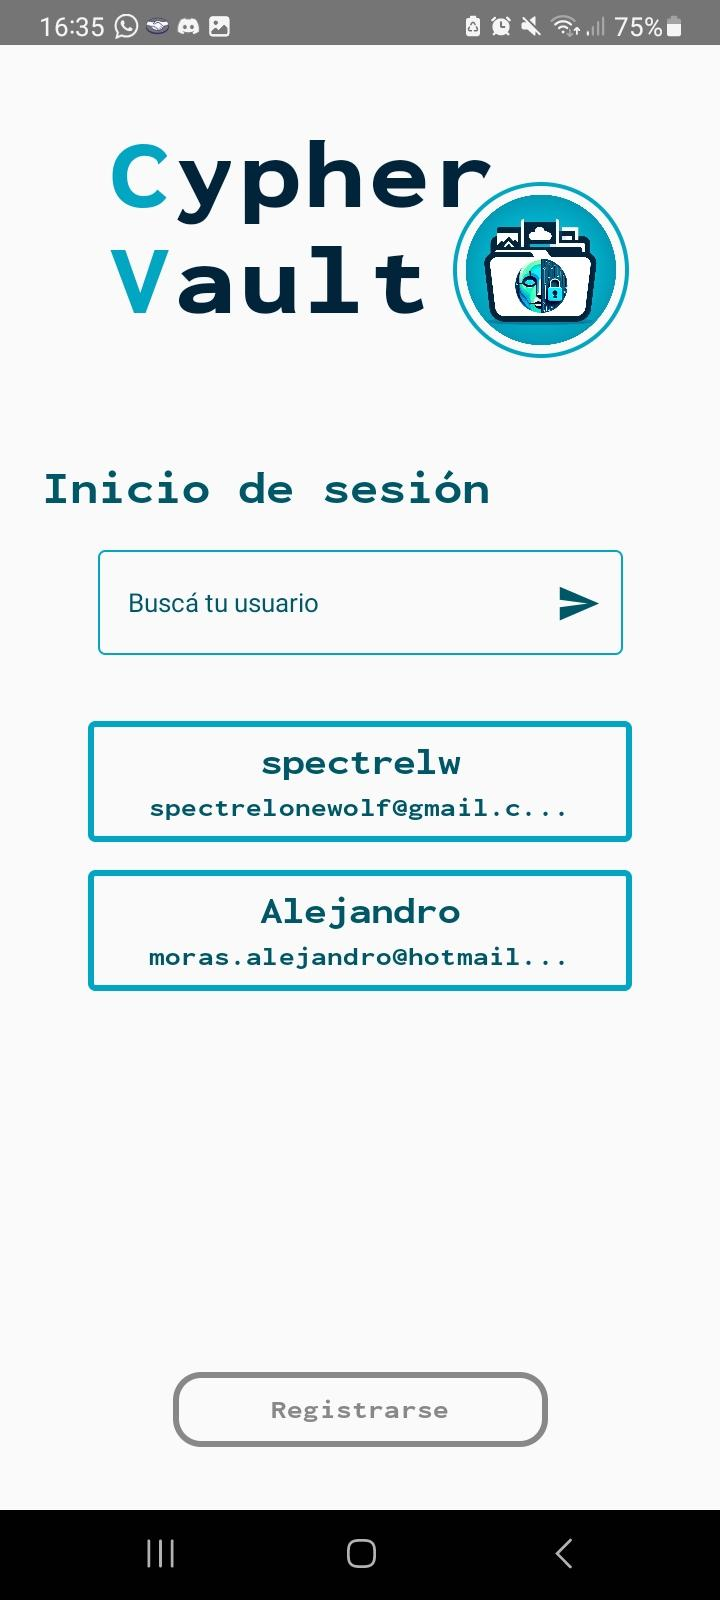 16:35 75%
Cypher
Vault
Inicio de sesión
Buscá tu usuario
spectrelw
spectrelonewolf@gmail.c...
Alejandro
moras.alejandro@hotmail...
Registrarse